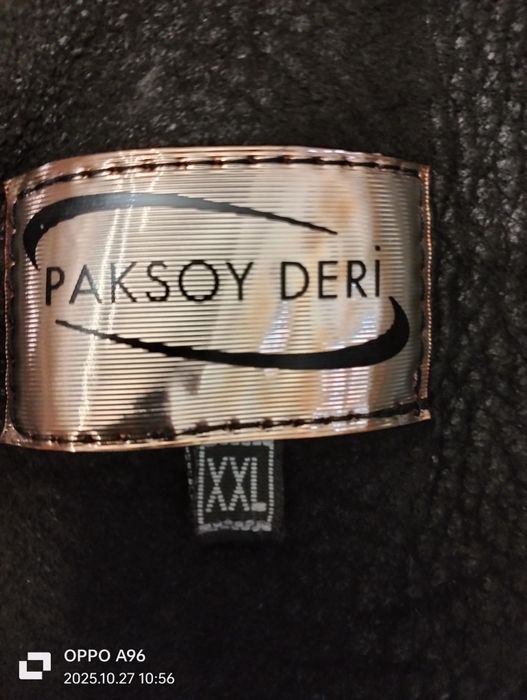 PAKSOY DERİ
XXL
OPPO A96
2025.10.27 10:56